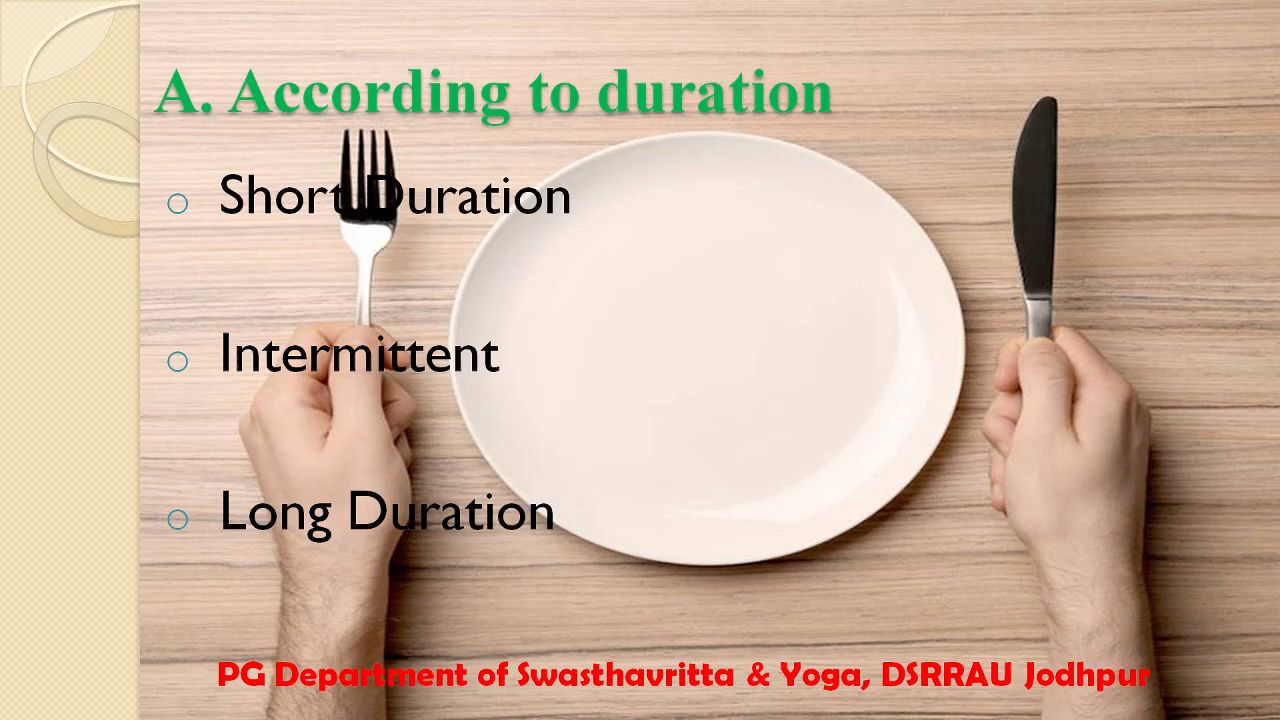 A. According to duration
Short Duration
Intermittent
Long Duration
PG Department of Swasthavritta & Yoga, DSRRAU Jodhpur